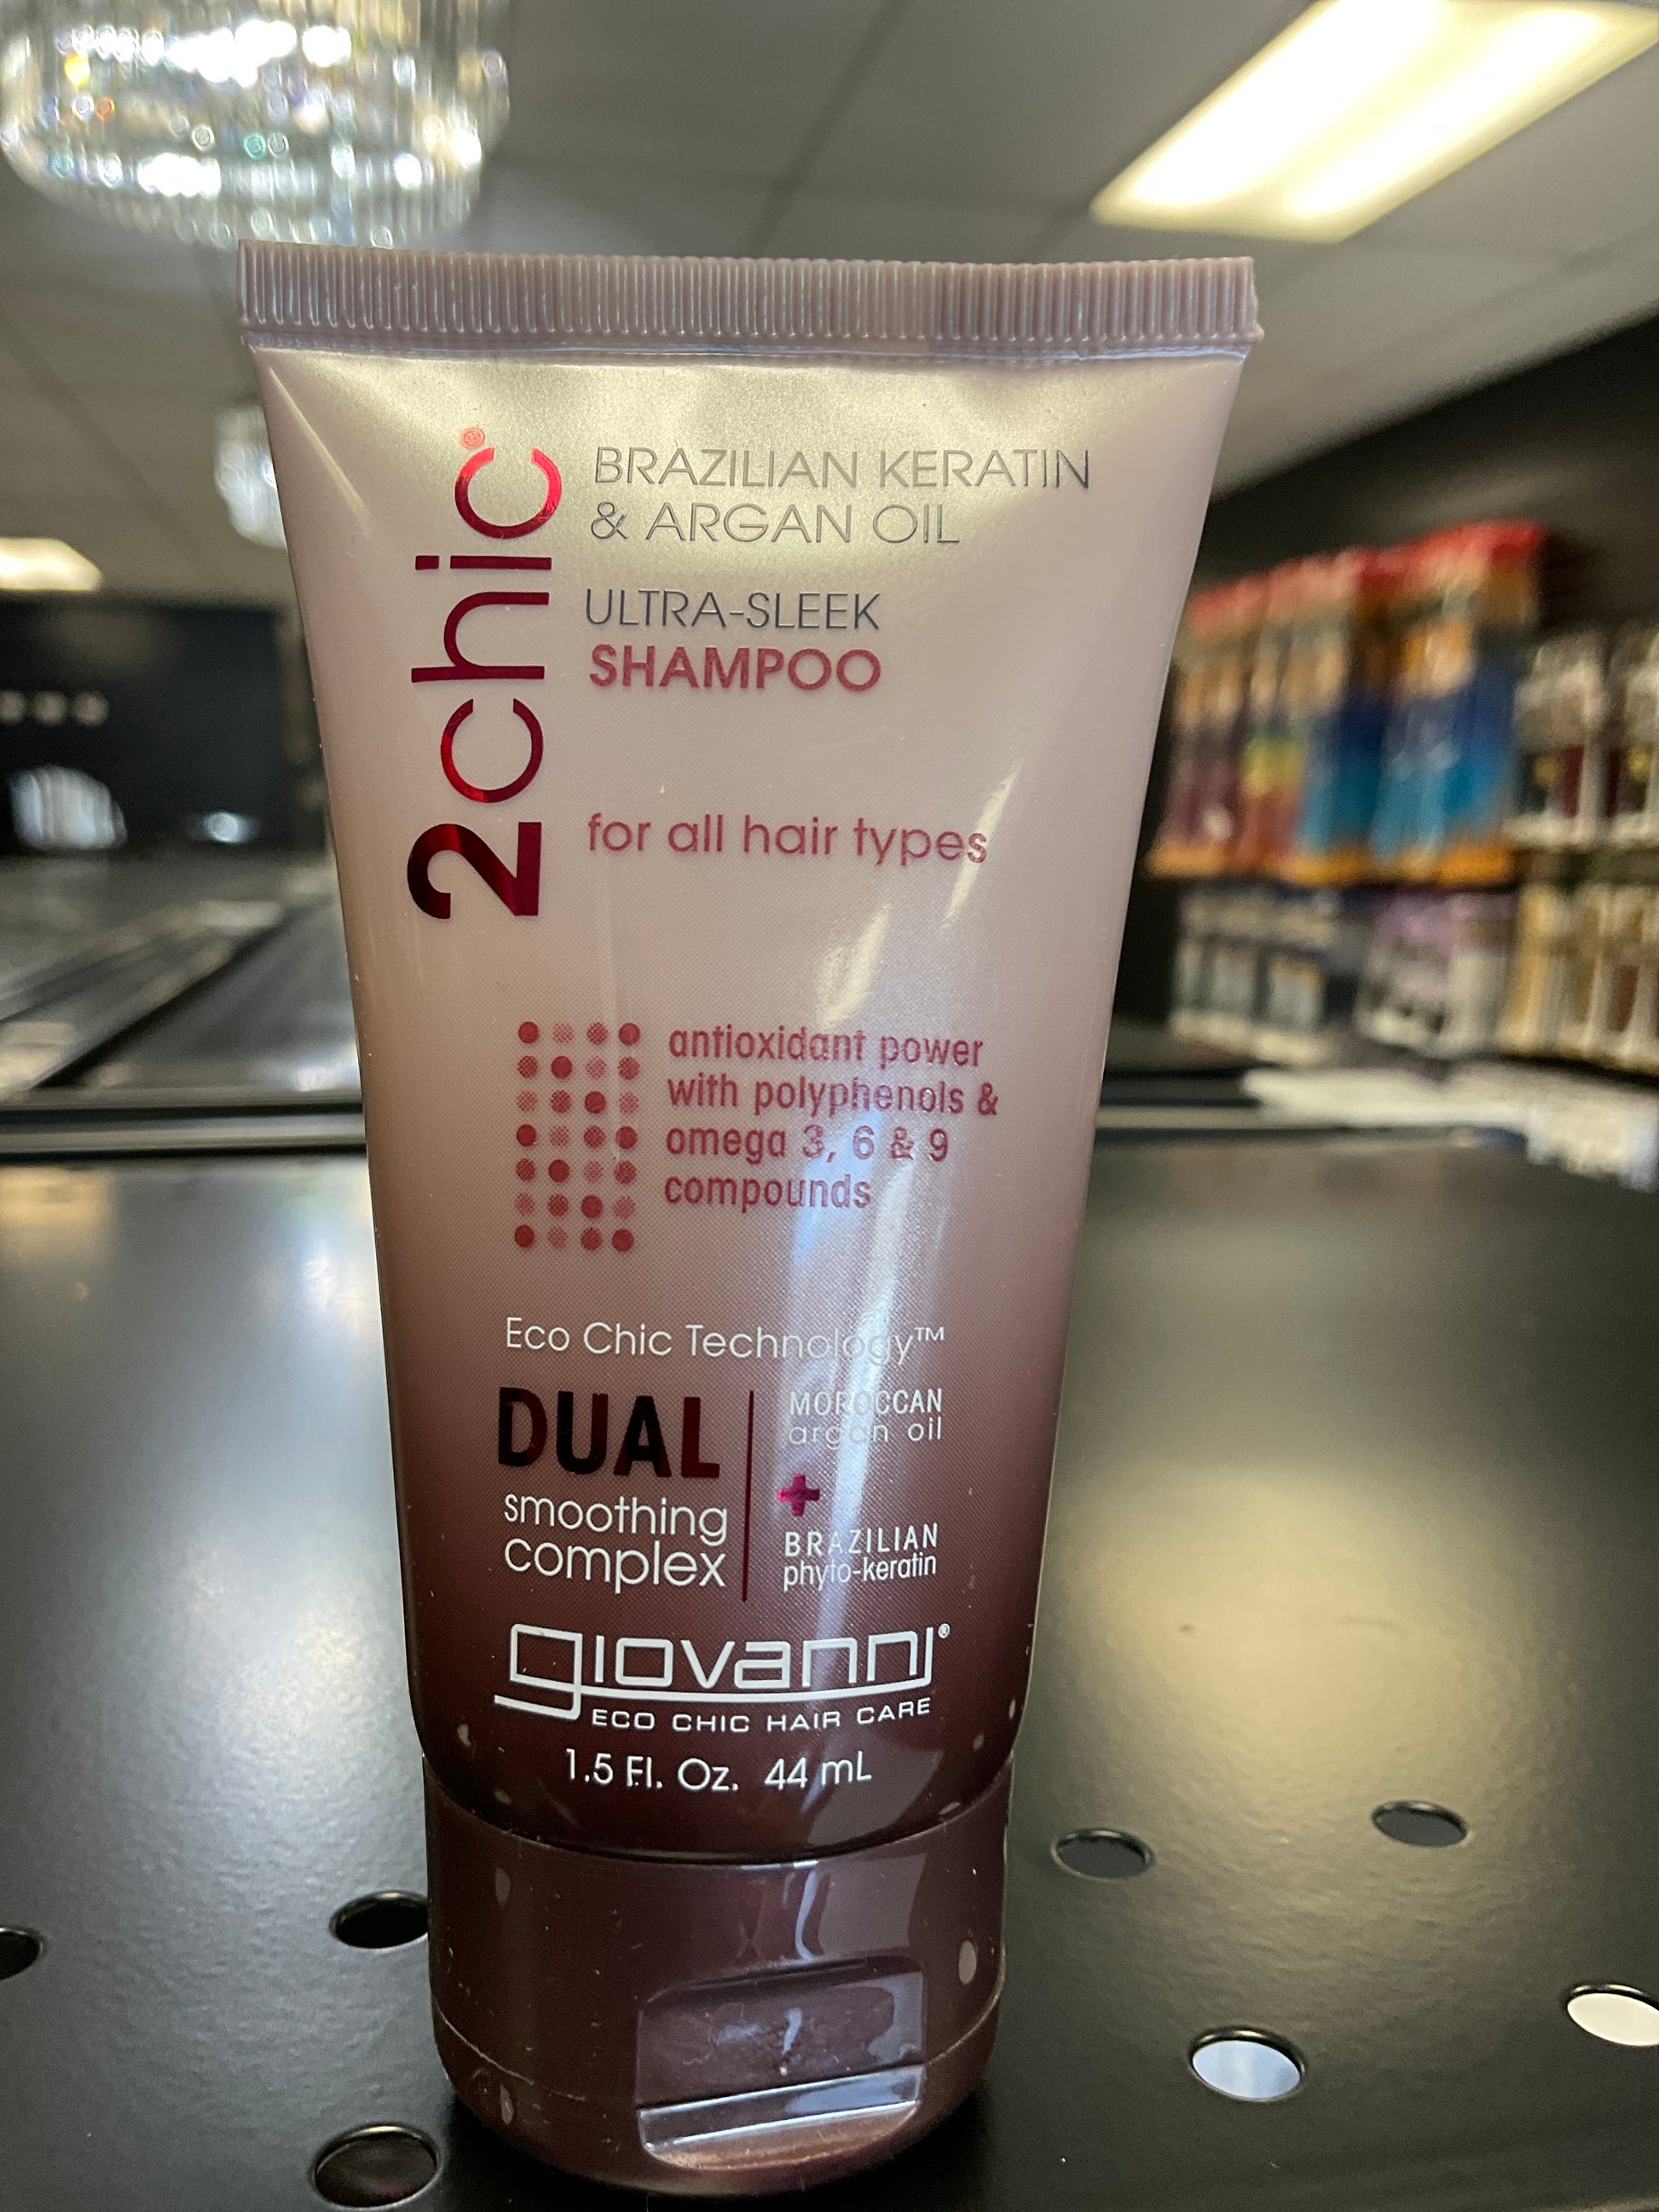 2chic®
BRAZILIAN KERATIN
& ARGAN OIL
ULTRA-SLEEK
SHAMPOO
for all hair types
antioxidant power
with polyphenols &
omega 3, 6 & 9
compounds
Eco Chic Technology™
DUAL
smoothing
complex
MOROCCAN
argan oil
+
BRAZILIAN
phyto-keratin
giovanni®
ECO CHIC HAIR CARE
1.5 Fl. Oz. 44 mL